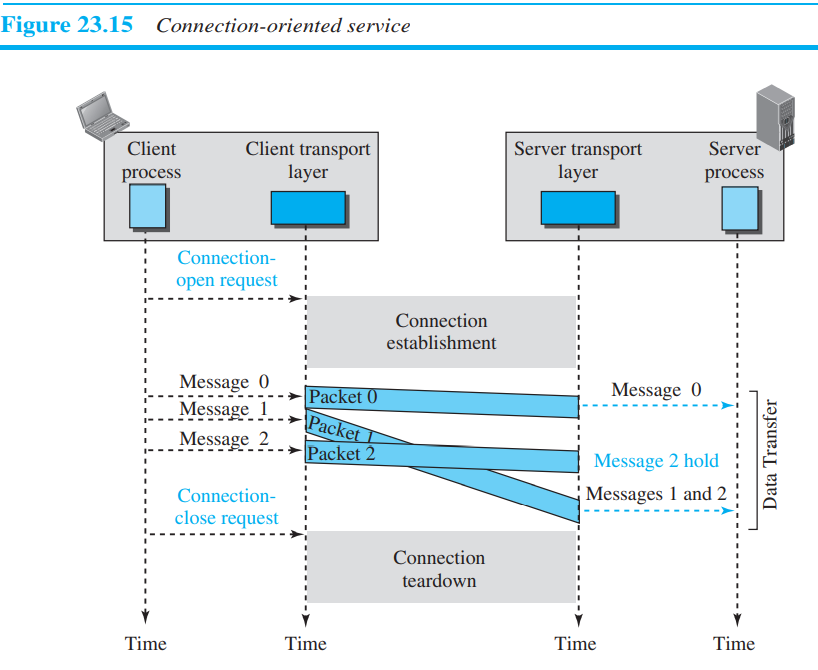 Figure 23.15 Connection-oriented service
Client process
Client transport layer
Server transport layer
Server process
Connection-
open request
Connection
establishment
Message 0
Message 1
Message 2
Packet 0
Packet 1
Packet 2
Message 0
Message 2 hold
Messages 1 and 2
Data Transfer
Connection-
close request
Connection
teardown
Time
Time
Time
Time